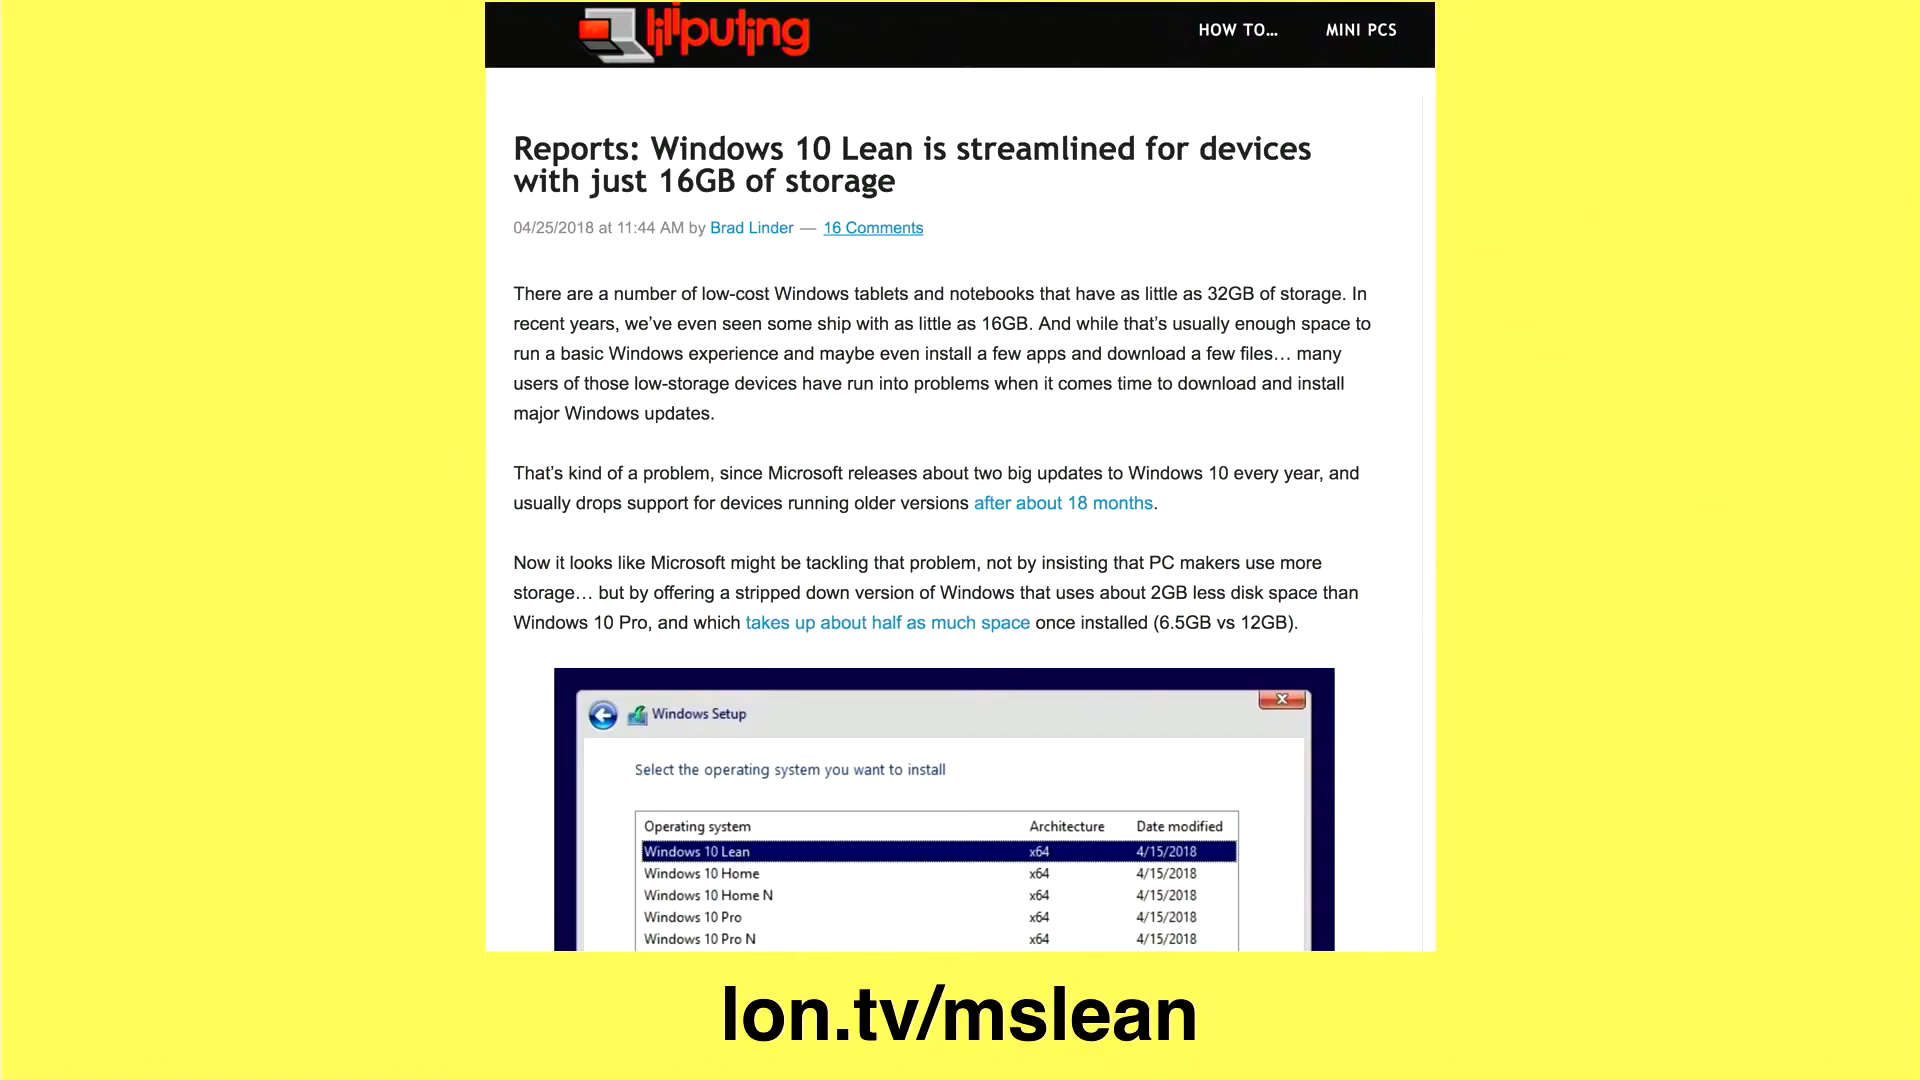 liliputing
HOW TO...
MINI PCS
Reports: Windows 10 Lean is streamlined for devices
with just 16GB of storage
04/25/2018 at 11:44 AM by Brad Linder — 16 Comments
There are a number of low-cost Windows tablets and notebooks that have as little as 32GB of storage. In
recent years, we’ve even seen some ship with as little as 16GB. And while that’s usually enough space to
run a basic Windows experience and maybe even install a few apps and download a few files… many
users of those low-storage devices have run into problems when it comes time to download and install
major Windows updates.
That’s kind of a problem, since Microsoft releases about two big updates to Windows 10 every year, and
usually drops support for devices running older versions after about 18 months.
Now it looks like Microsoft might be tackling that problem, not by insisting that PC makers use more
storage… but by offering a stripped down version of Windows that uses about 2GB less disk space than
Windows 10 Pro, and which takes up about half as much space once installed (6.5GB vs 12GB).
Windows Setup
Select the operating system you want to install
Operating system Architecture Date modified
Windows 10 Lean x64 4/15/2018
Windows 10 Home x64 4/15/2018
Windows 10 Home N x64 4/15/2018
Windows 10 Pro x64 4/15/2018
Windows 10 Pro N x64 4/15/2018
lon.tv/mslean